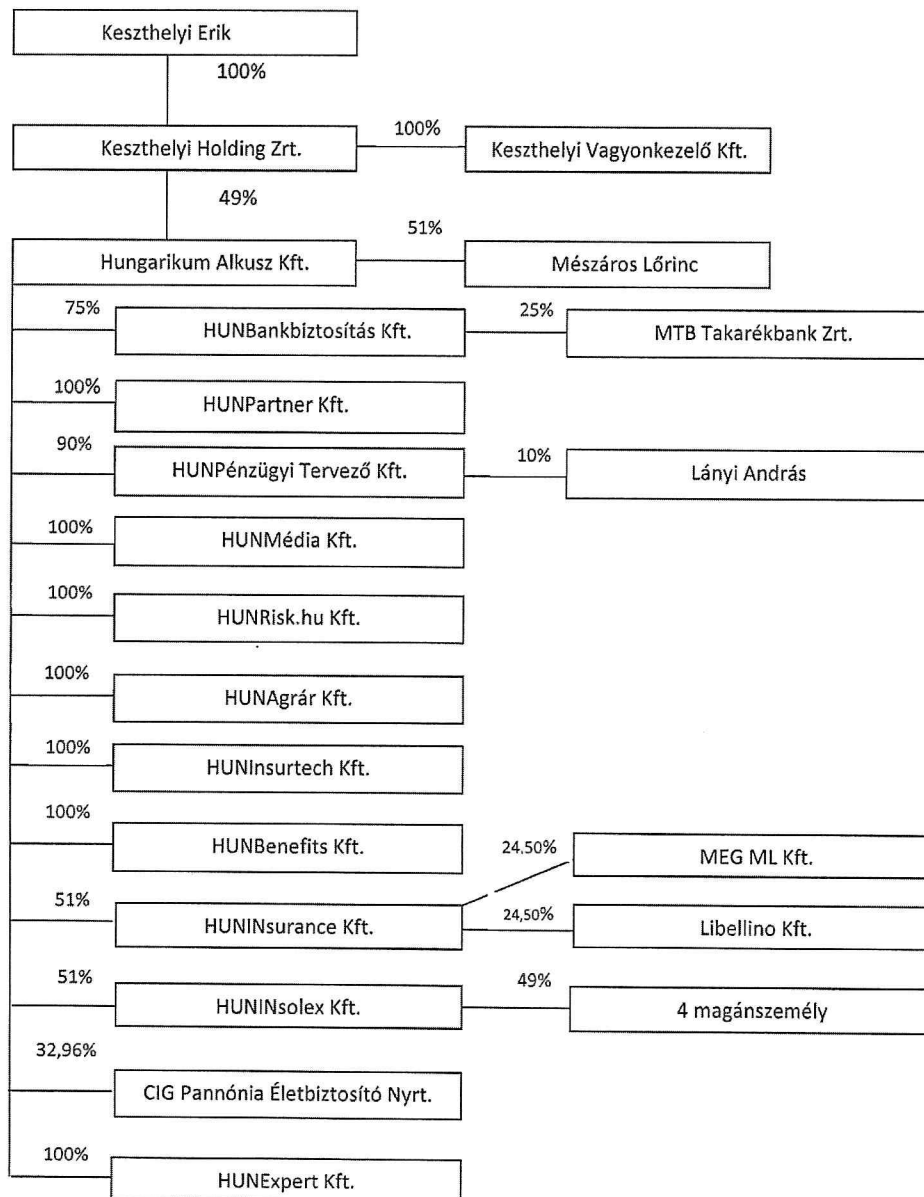 Keszthelyi Erik
100%
Keszthelyi Holding Zrt.
100%
Keszthelyi Vagyonkezelő Kft.
49%
Hungarikum Alkusz Kft.
51%
Mészáros Lőrinc
75%
HUNBankbiztosítás Kft.
25%
MTB Takarékbank Zrt.
100%
HUNPartner Kft.
90%
HUNPénzügyi Tervező Kft.
10%
Lányi András
100%
HUNMédia Kft.
100%
HUNRisk.hu Kft.
100%
HUNAgrár Kft.
100%
HUNInsurtech Kft.
100%
HUNBenefits Kft.
24,50%
MEG ML Kft.
51%
HUNINsurance Kft.
24,50%
Libellino Kft.
51%
HUNINsolex Kft.
49%
4 magánszemély
32,96%
CIG Pannónia Életbiztosító Nyrt.
100%
HUNExpert Kft.